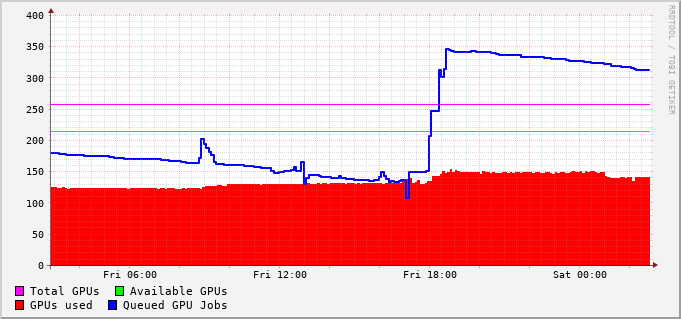 400
350
300
250
200
150
100
50
0
Fri 06:00 Fri 12:00 Fri 18:00 Sat 00:00
Total GPUs Available GPUs
GPUs used Queued GPU Jobs
RRDTOOL / TOBI OETIKER